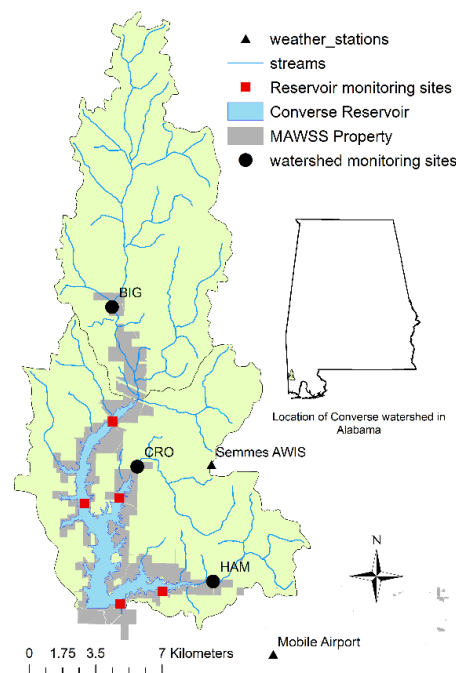 weather_stations
streams
Reservoir monitoring sites
Converse Reservoir
MAWSS Property
watershed monitoring sites
BIG
Location of Converse watershed in
Alabama
CRO
Semmes AWIS
N
HAM
Mobile Airport
0 1.75 3.5 7 Kilometers